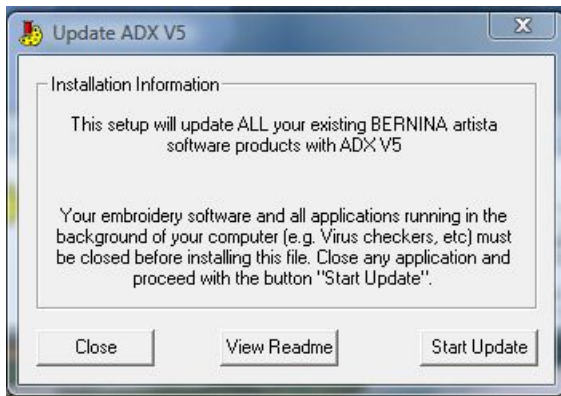 Update ADX V5
Installation Information
This setup will update ALL your existing BERNINA artista
software products with ADX V5
Your embroidery software and all applications running in the
background of your computer (e.g. Virus checkers, etc) must
be closed before installing this file. Close any application and
proceed with the button "Start Update".
Close
View Readme
Start Update